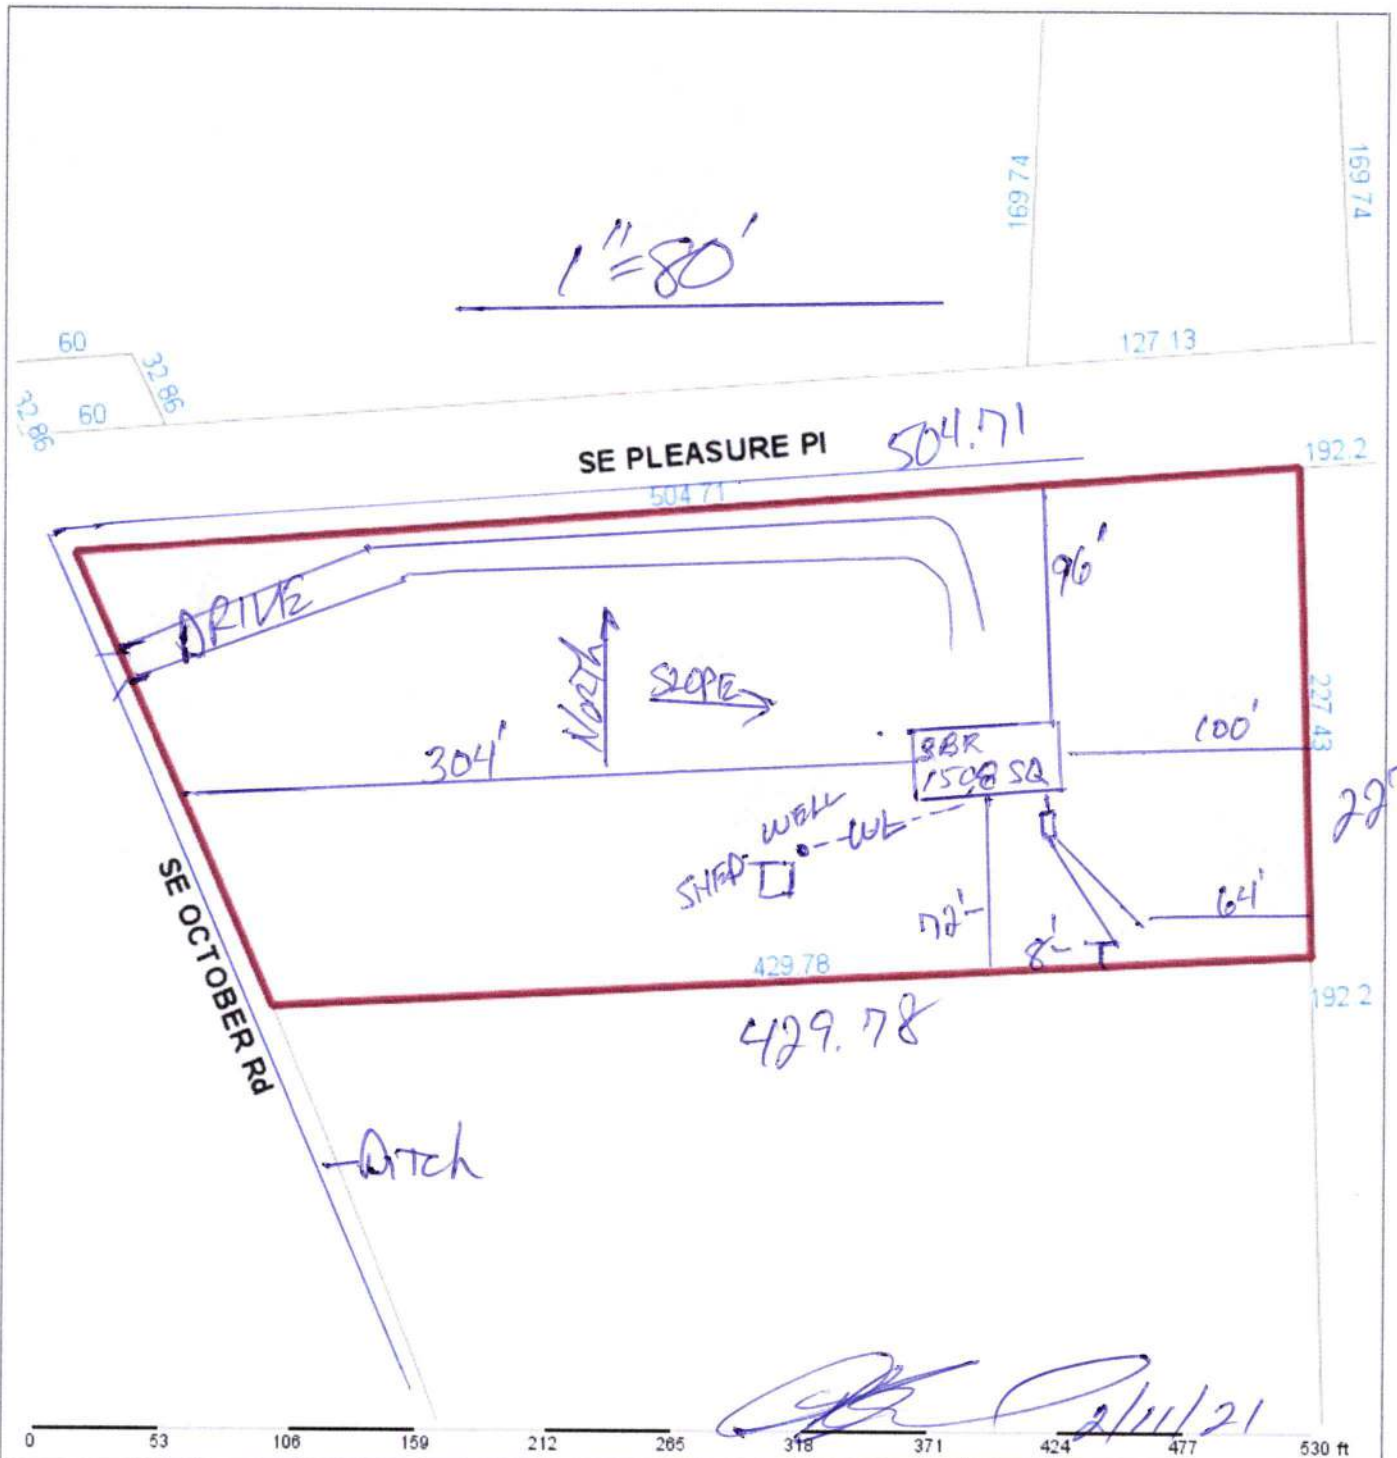 169.74
169.74
1"=80'
60
32.86
127.13
32.86
60
SE PLEASURE Pl
504.71
192.2
504.71
96'
DRIVE
North
SLOPE
227.43
304'
100'
3BR
1508 SQ
WELL
WL
SHED
SE OCTOBER Rd
72'
64'
8'
429.78
192.2
429.78
Ditch
2/11/21
0 53 106 159 212 265 318 371 424 477 530 ft